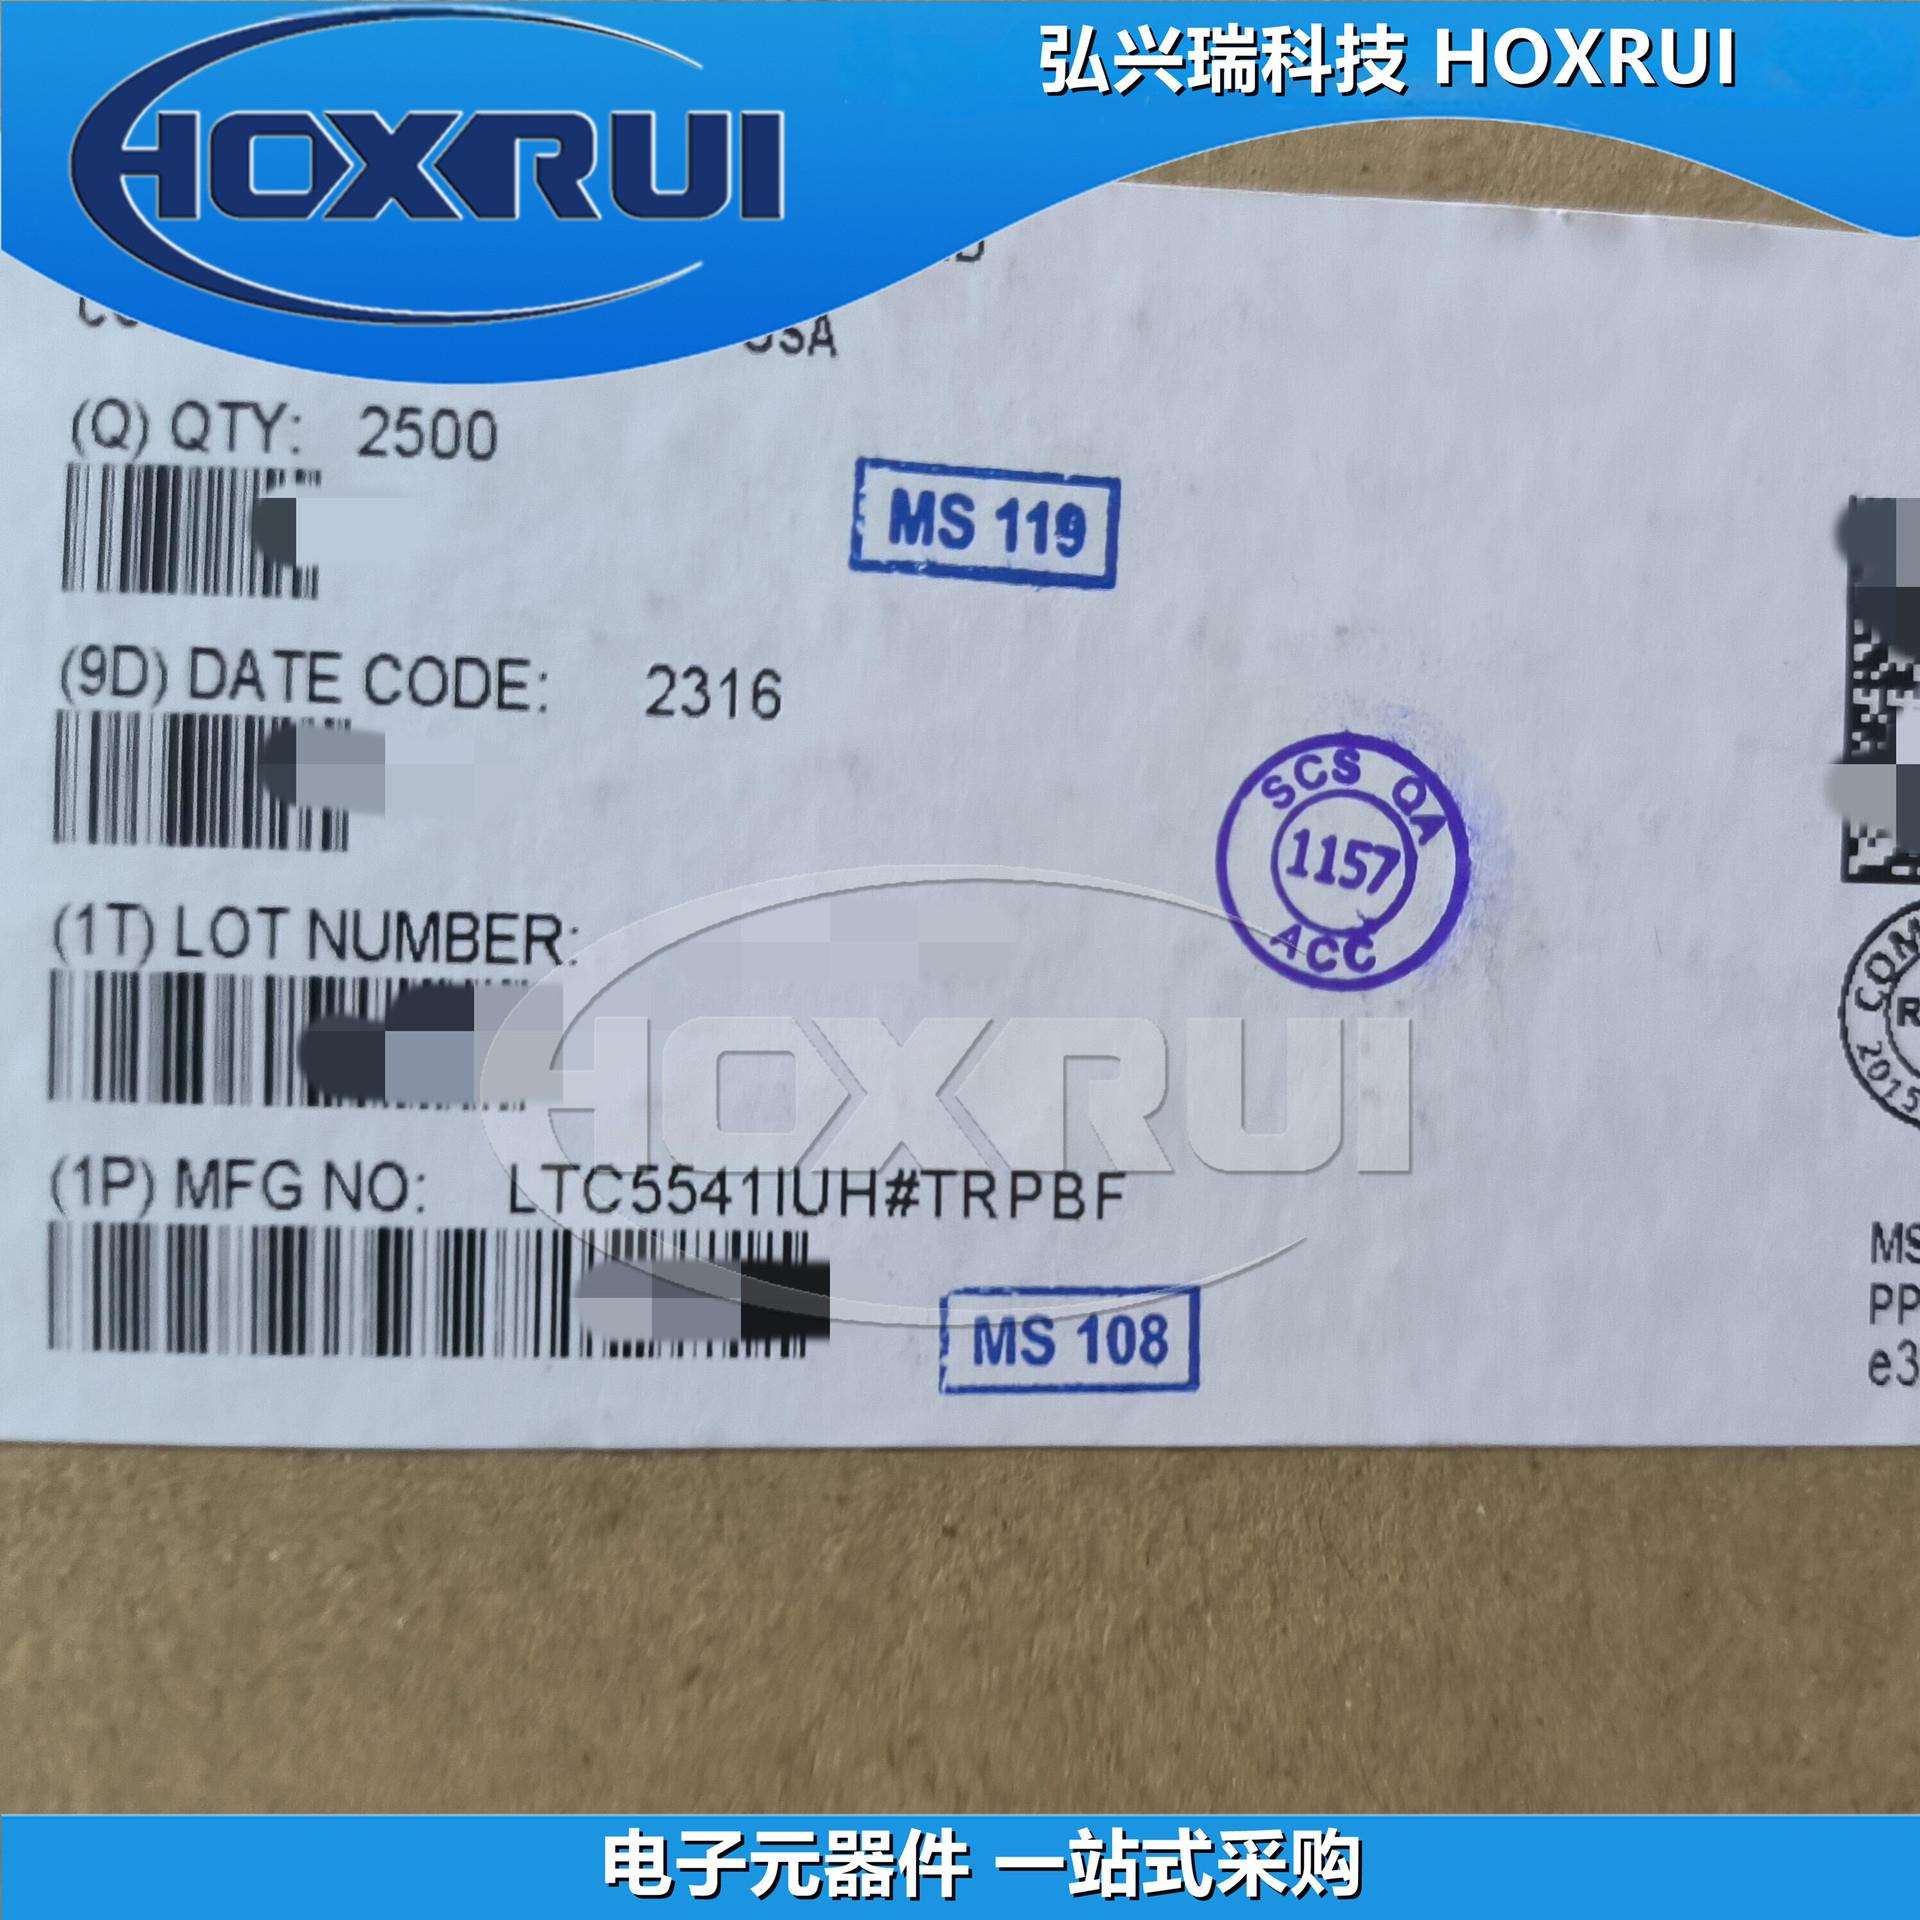 弘兴瑞科技 HOXRUI
HOXRUI
USA
(Q) QTY: 2500
MS 119
(9D) DATE CODE: 2316
SCS QA
1157
ACC
(1T) LOT NUMBER:
HOXRUI
(1P) MFG NO: LTC5541IUH#TRPBF
MS 108
2015
e3
电子元器件 一站式采购